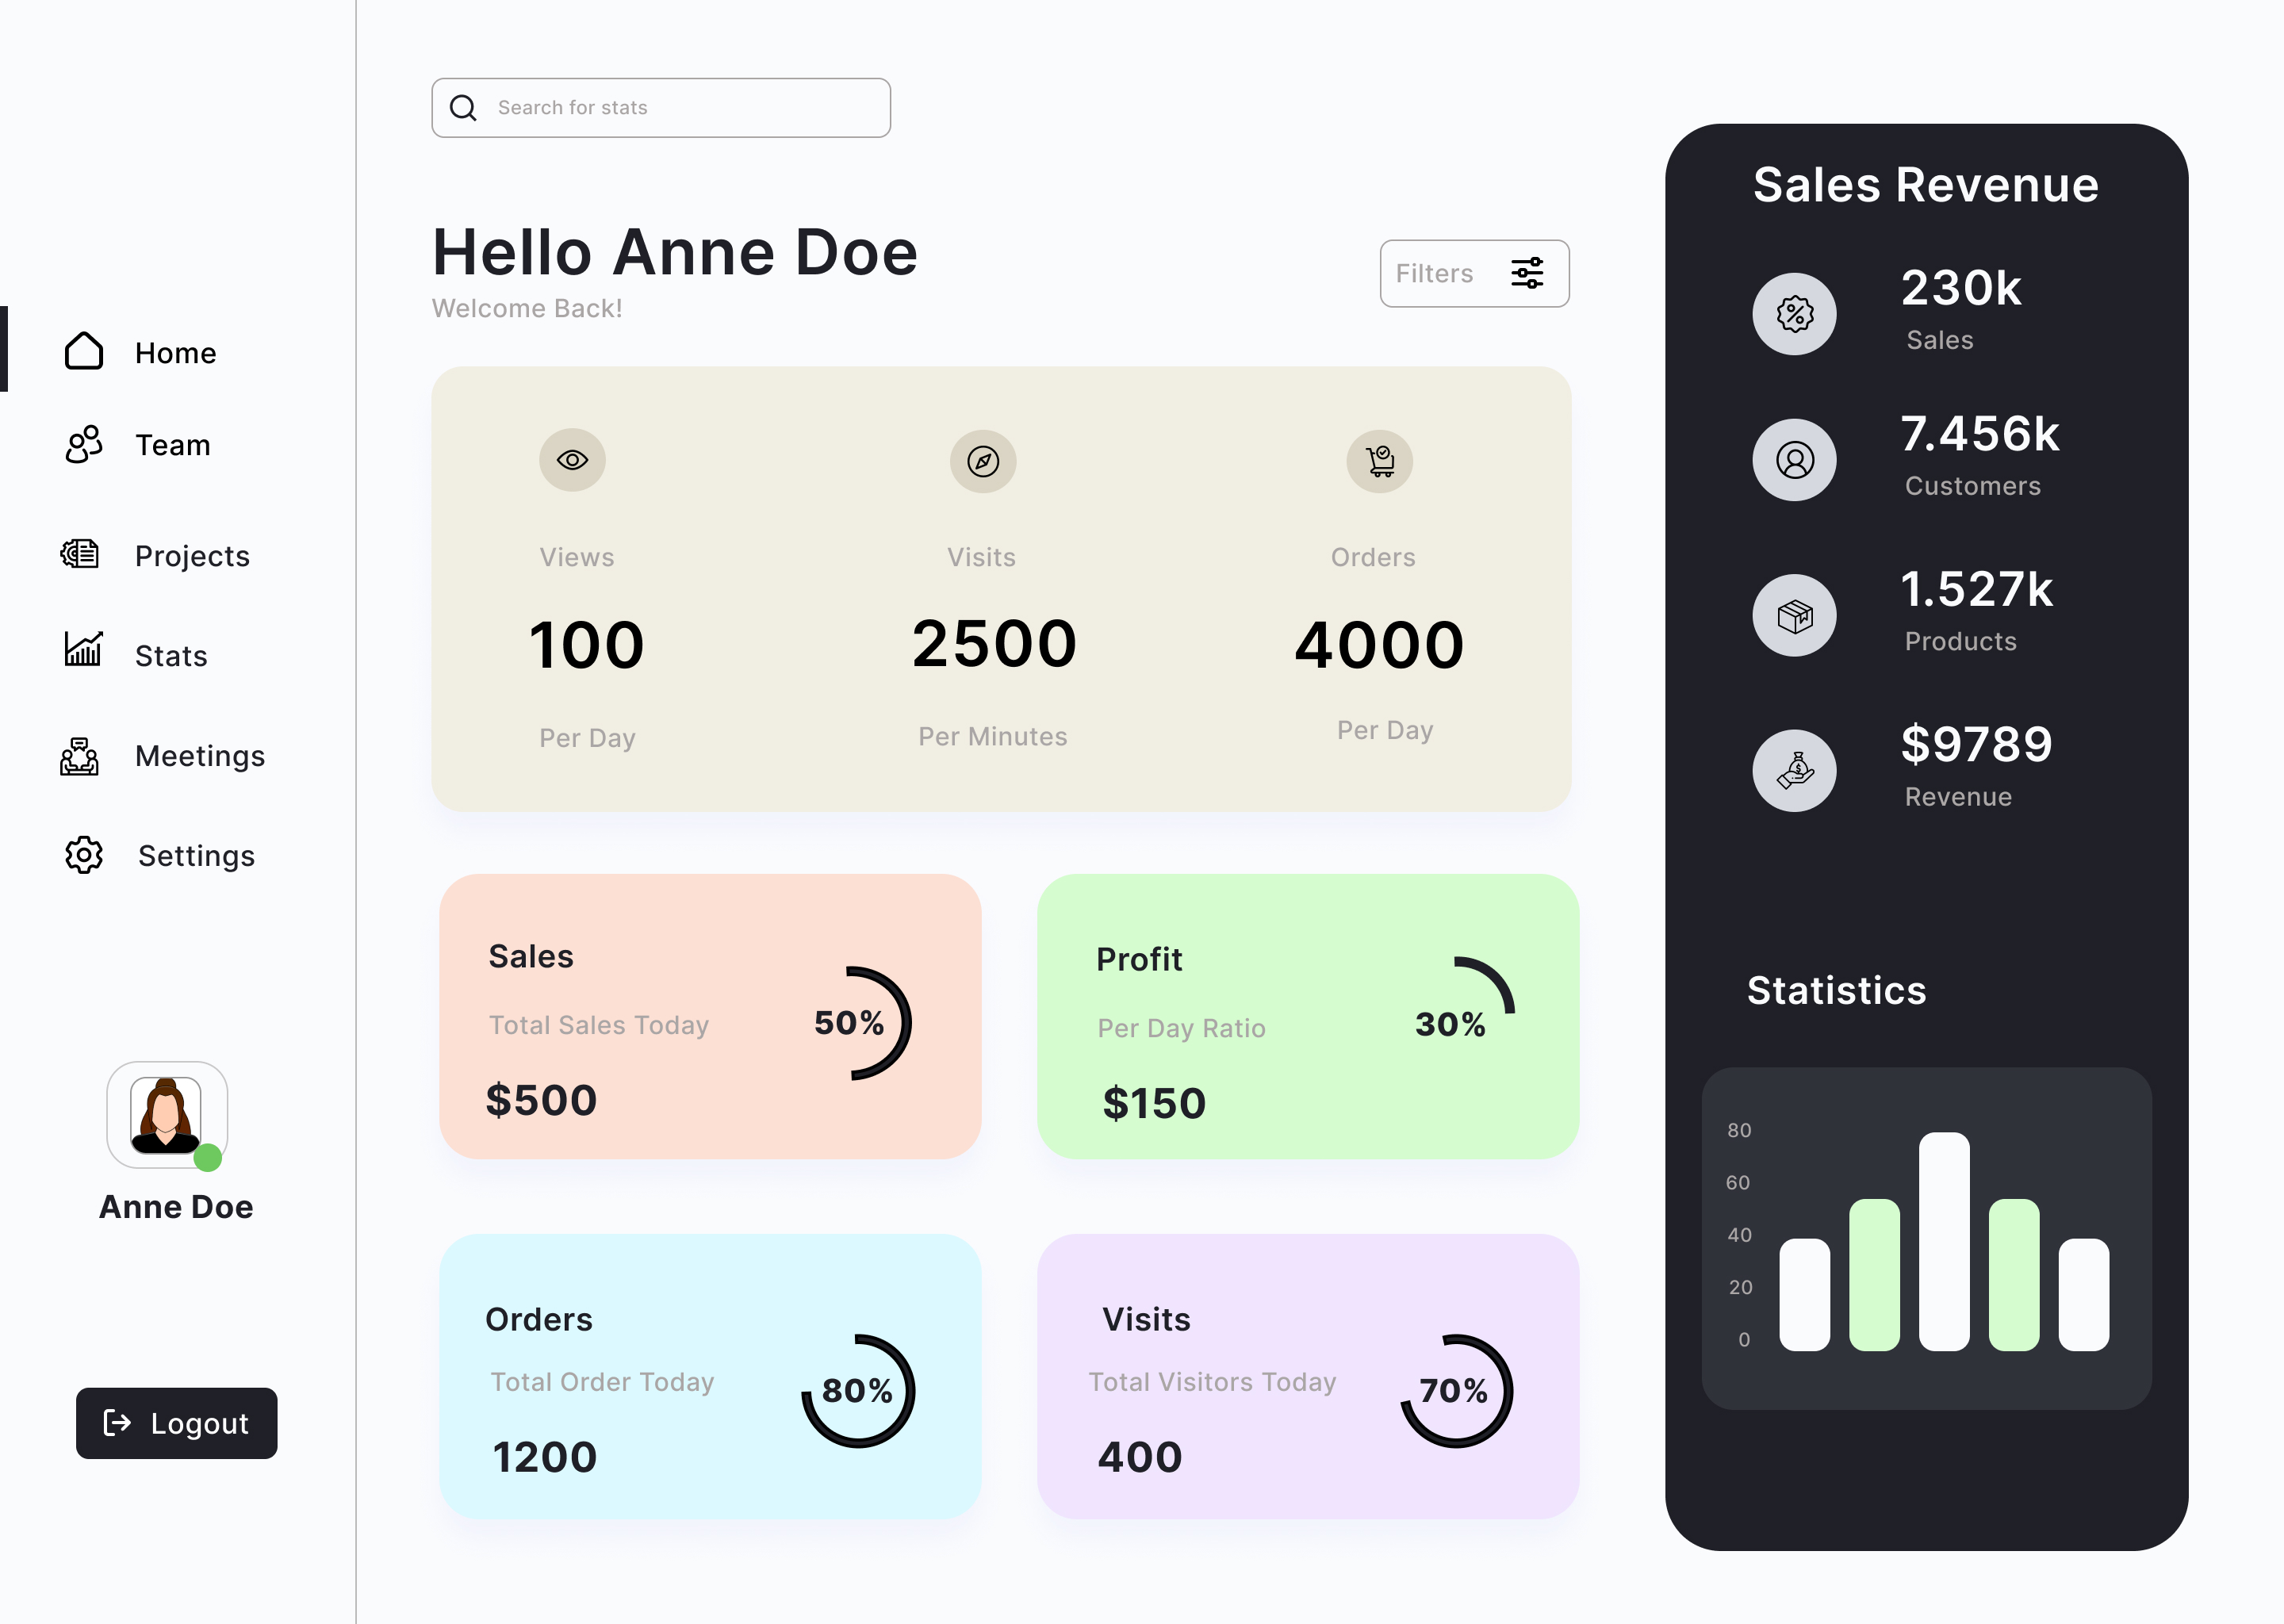 Home
Team
Projects
Stats
Meetings
Settings
Anne Doe
Logout
Search for stats
Hello Anne Doe
Welcome Back!
Filters
Views
100
Per Day
Visits
2500
Per Minutes
Orders
4000
Per Day
Sales
Total Sales Today
$500
50%
Profit
Per Day Ratio
$150
30%
Orders
Total Order Today
1200
80%
Visits
Total Visitors Today
400
70%
Sales Revenue
230k
Sales
7.456k
Customers
1.527k
Products
$9789
Revenue
Statistics
80
60
40
20
0